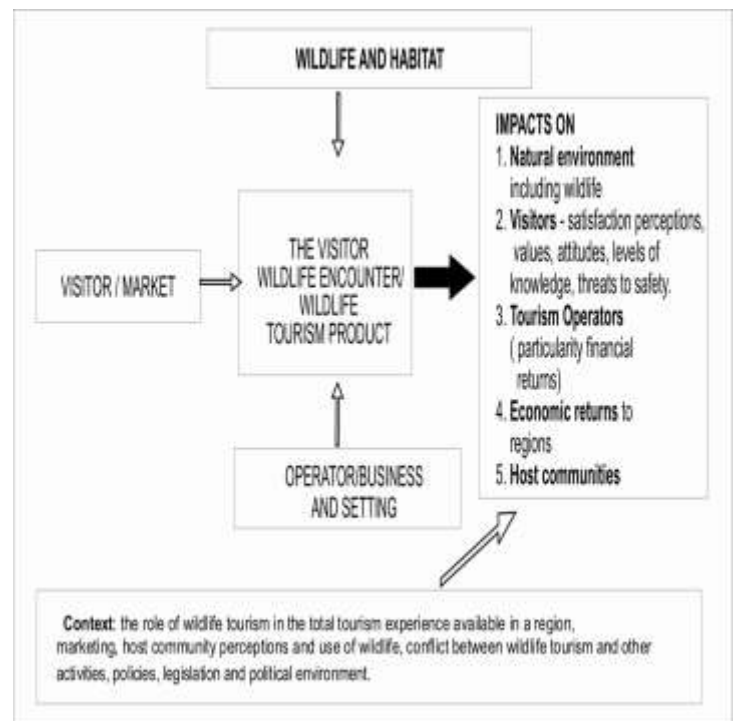 WILDLIFE AND HABITAT
VISITOR / MARKET
THE VISITOR
WILDLIFE ENCOUNTER/
WILDLIFE
TOURISM PRODUCT
OPERATOR/BUSINESS
AND SETTING
IMPACTS ON
1. Natural environment
including wildlife
2. Visitors - satisfaction perceptions,
values, attitudes, levels of
knowledge, threats to safety.
3. Tourism Operators
( particularity financial
returns)
4. Economic returns to
regions
5. Host communities
Context: the role of wildlife tourism in the total tourism experience available in a region,
marketing, host community perceptions and use of wildlife, conflict between wildlife tourism and other
activities, policies, legislation and political environment.